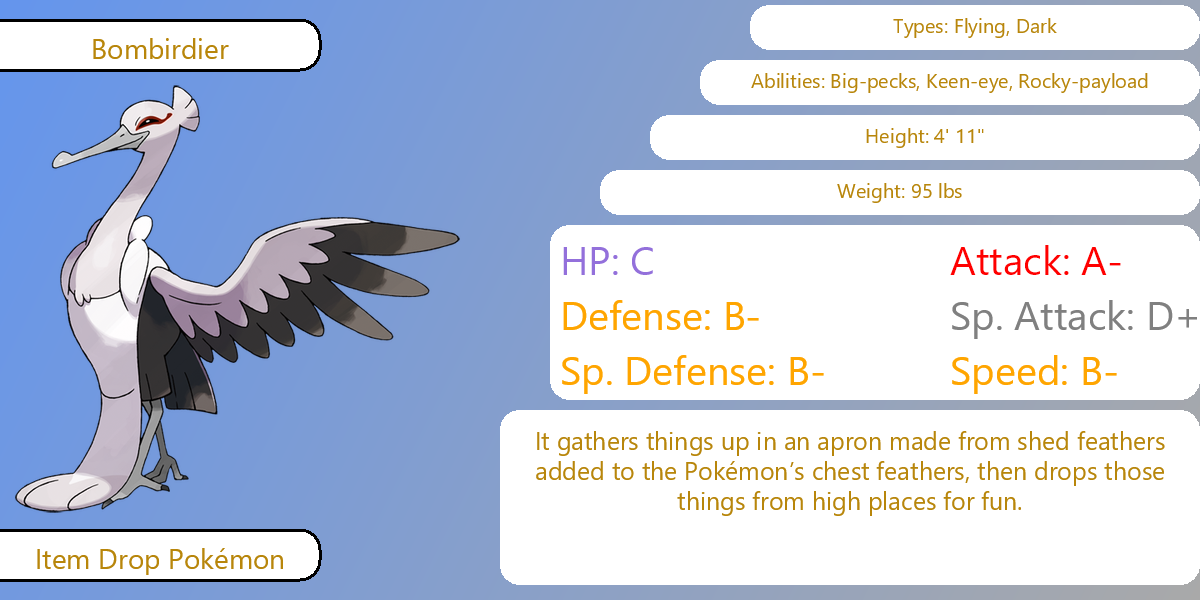 Bombirdier
Types: Flying, Dark
Abilities: Big-pecks, Keen-eye, Rocky-payload
Height: 4' 11"
Weight: 95 lbs
HP: C
Attack: A-
Defense: B-
Sp. Attack: D+
Sp. Defense: B-
Speed: B-
It gathers things up in an apron made from shed feathers
added to the Pokémon’s chest feathers, then drops those
things from high places for fun.
Item Drop Pokémon